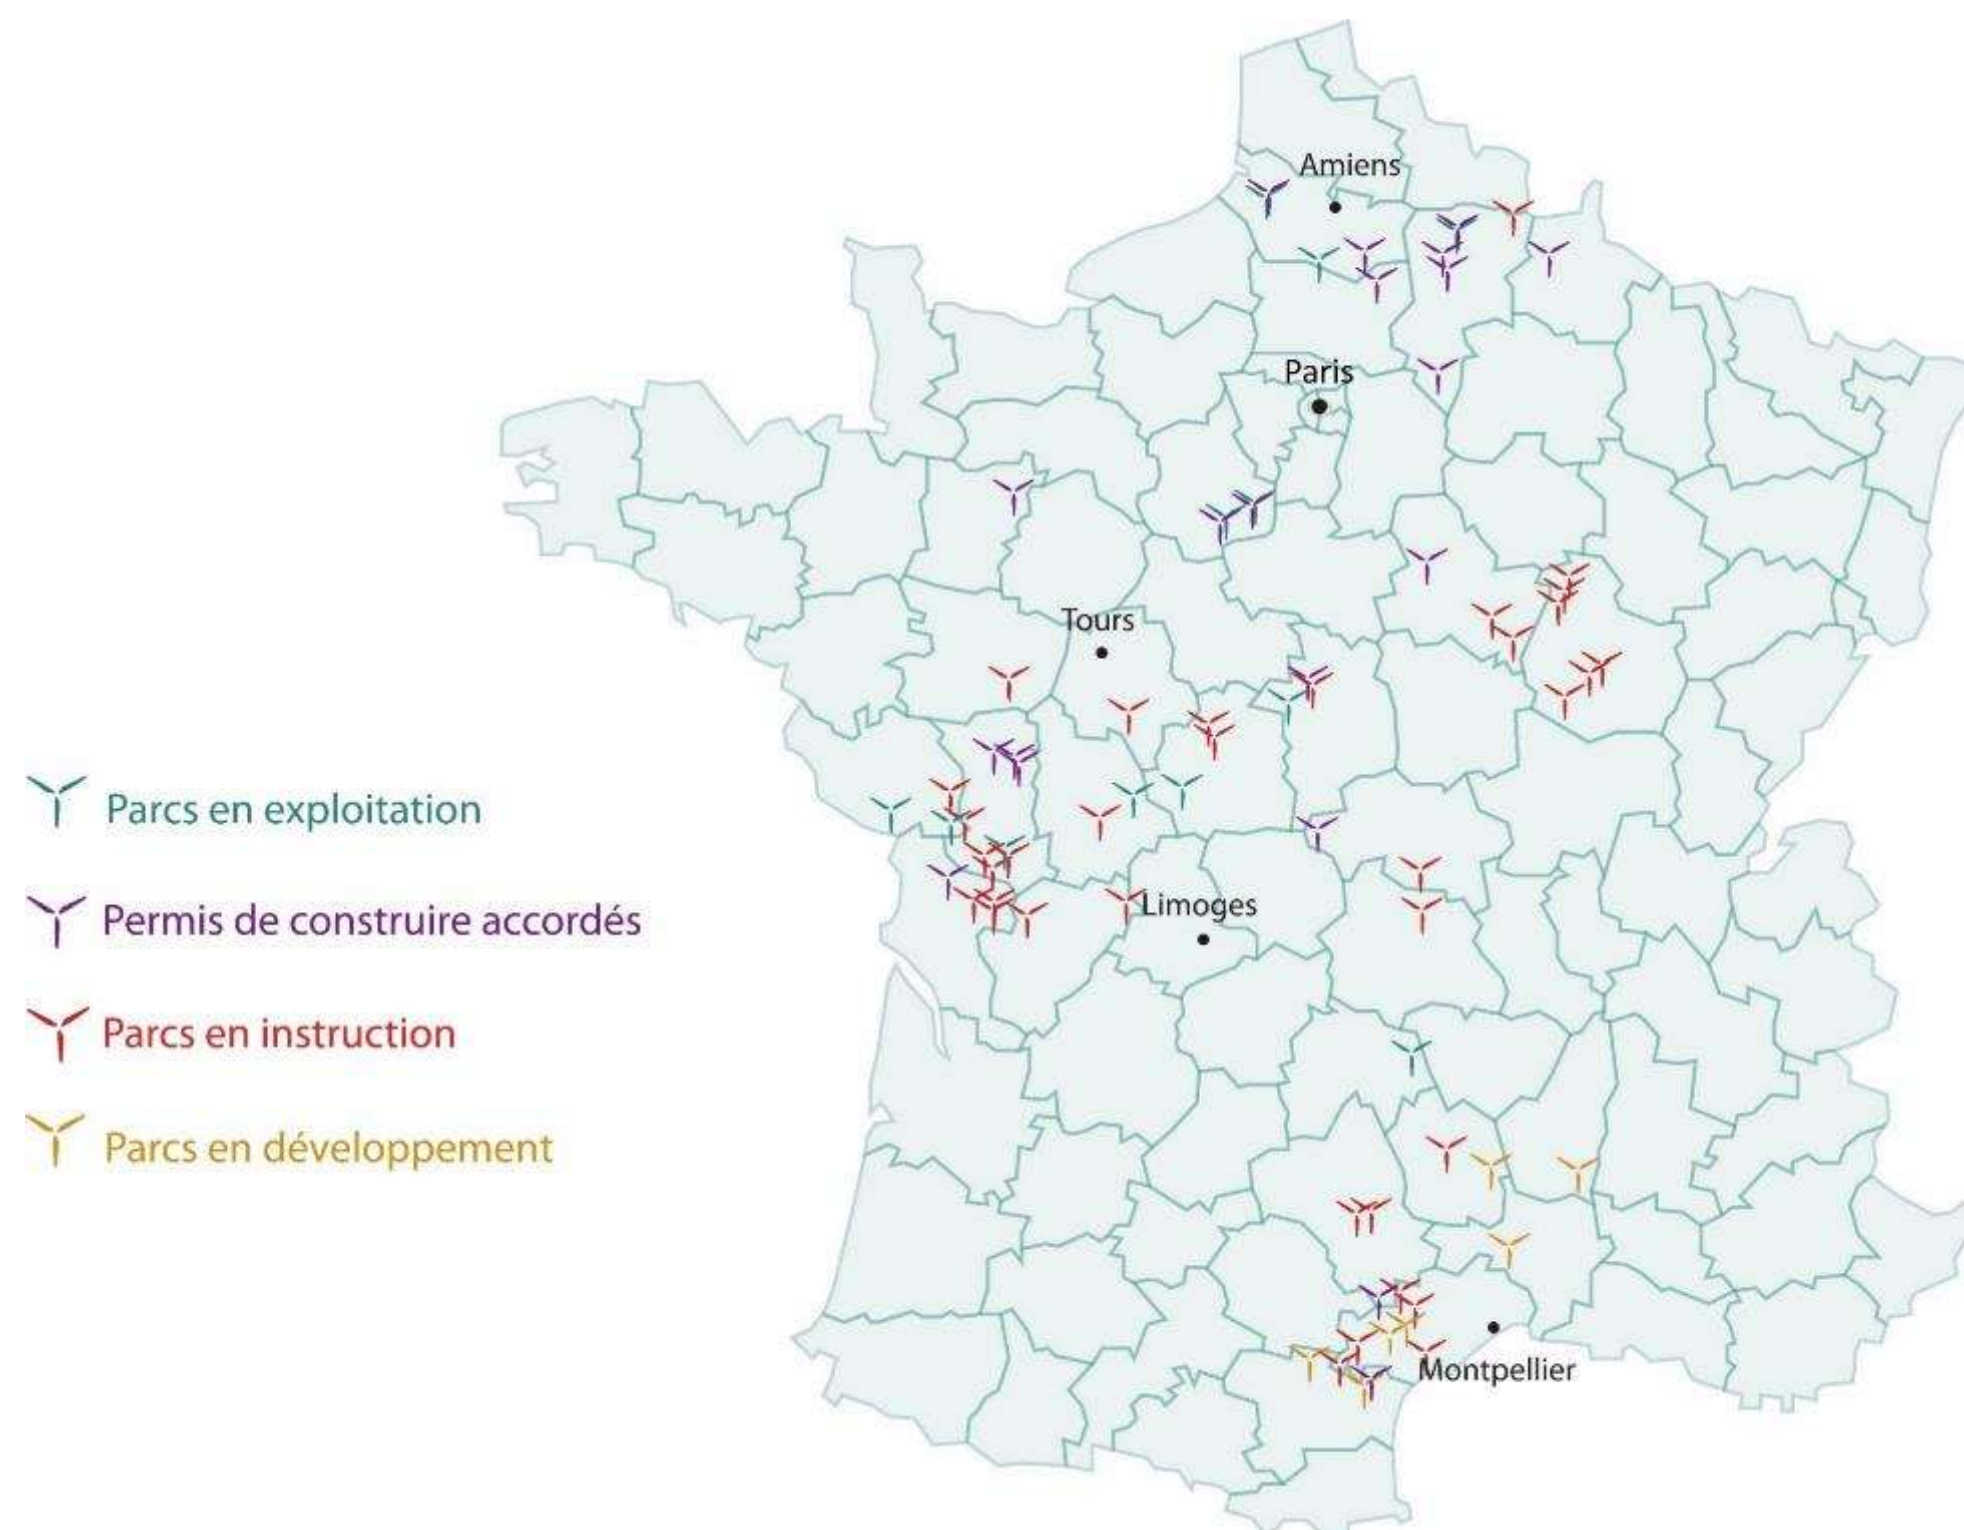 Amiens
Paris
Tours
Parcs en exploitation
Permis de construire accordés
Limoges
Parcs en instruction
Parcs en développement
Montpellier